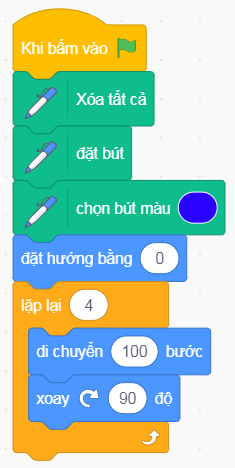 Khi bấm vào
Xóa tất cả
đặt bút
chọn bút màu
đặt hướng bằng 0
lặp lại 4
di chuyển 100 bước
xoay 90 độ